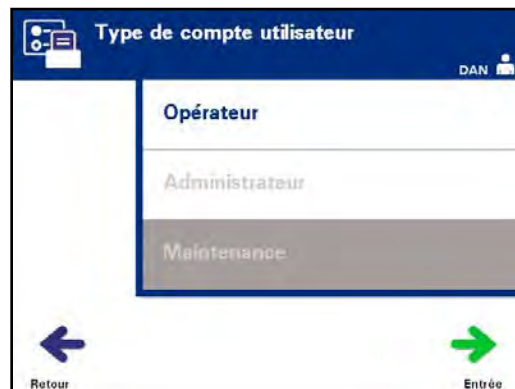 Type de compte utilisateur
DAN
Opérateur
Administrateur
Maintenance
Retour
Entrée